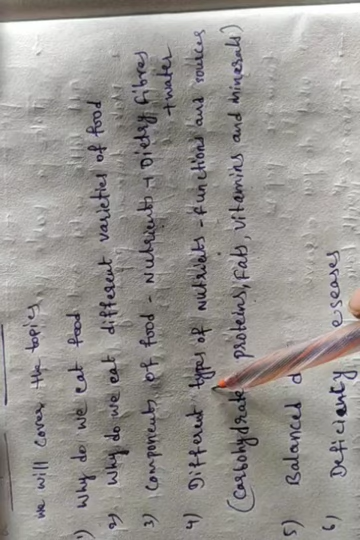 we will cover the topics
1) Why do we eat food
2) Why do we eat different varieties of food
3) Components of food - Nutrients + Dietry fibres
+ water
4) Different types of nutrients - functions and sources
(Carbohydrate proteins, Fats, vitamins and minerals)
5) Balanced d
6) Deficiency eseases